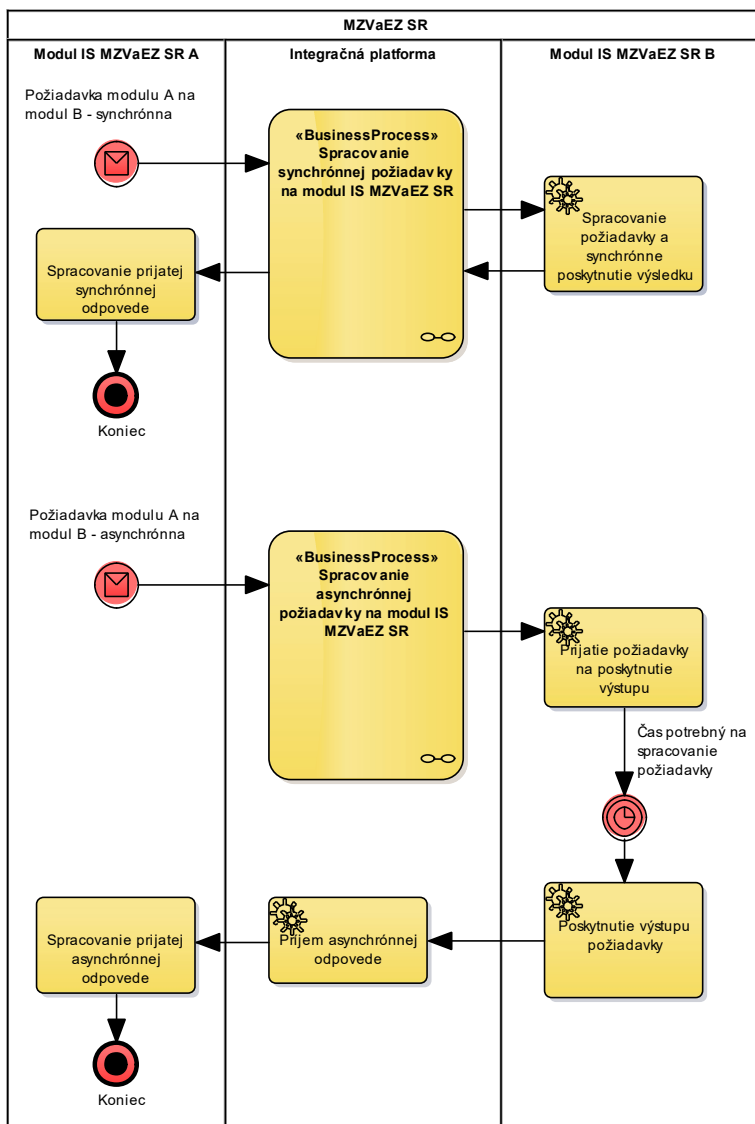 MZVaEZ SR
Modul IS MZVaEZ SR A
Integračná platforma
Modul IS MZVaEZ SR B
Požiadavka modulu A na
modul B - synchrónna
«BusinessProcess»
Spracovanie
synchrónnej požiadavky
na modul IS MZVaEZ SR
Spracovanie
požiadavky a
synchrónne
poskytnutie výsledku
Spracovanie prijatej
synchrónnej
odpovede
Koniec
Požiadavka modulu A na
modul B - asynchrónna
«BusinessProcess»
Spracovanie
asynchrónnej
požiadavky na modul IS
MZVaEZ SR
Prijatie požiadavky
na poskytnutie
výstupu
Čas potrebný na
spracovanie
požiadavky
Spracovanie prijatej
asynchrónnej
odpovede
Príjem asynchrónnej
odpovede
Poskytnutie výstupu
požiadavky
Koniec